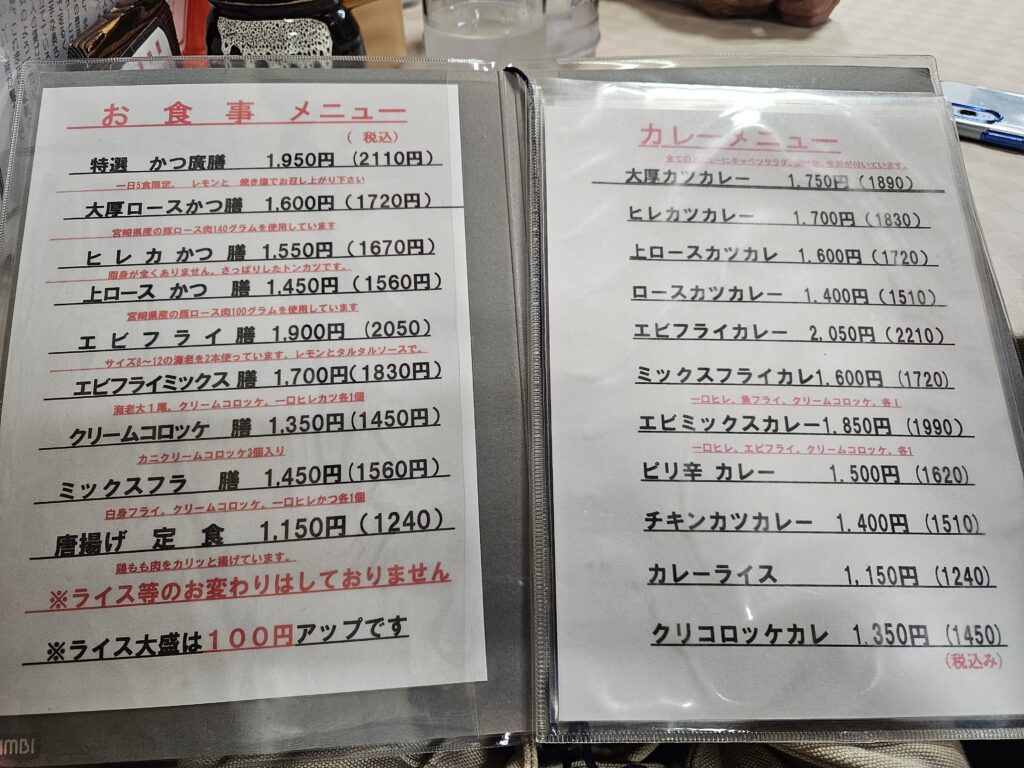 お食事メニュー
(税込)
特選 かつ廣膳 1.950円 (2110円)
一日5食限定。 レモンと 焼き塩でお召し上がり下さい
大厚ロースかつ膳 1.600円 (1720円)
宮崎県産の豚ロース肉140グラムを使用しています
ヒレカかつ膳 1.550円 (1670円)
脂身が全くありません。さっぱりしたトンカツです。
上ロースかつ 膳 1.450円 (1560円)
宮崎県産の豚ロース肉100グラムを使用しています
エビフライ膳 1.900円 (2050)
サイズ8～12の海老を2本使っています。レモンとタルタルソースで。
エビフライミックス膳 1.700円(1830円)
海老大1尾。クリームコロッケ。一口ヒレカツ各1個
クリームコロッケ 膳 1.350円(1450円)
カニクリームコロッケ3個入り
ミックスフラ 膳 1.450円(1560円)
白身フライ。クリームコロッケ。一口ヒレかつ各1個
唐揚げ 定食 1.150円 (1240)
鶏もも肉をカリッと揚げています。
※ライス等のお変わりはしておりません
※ライス大盛は100円アップです
UMBI
カレーメニュー
全てのメニューにキャベツサラダ、付いています。
大厚カツカレー 1.750円 (1890)
ヒレカツカレー 1.700円 (1830)
上ロースカツカレー 1.600円 (1720)
ロースカツカレー 1.400円 (1510)
エビフライカレー 2.050円 (2210)
ミックスフライカレ1.600円 (1720)
一口ヒレ、魚フライ。クリームコロッケ、各1
エビミックスカレー1.850円 (1990)
一口ヒレ、エビフライ。クリームコロッケ、各1
ピリ辛 カレー 1.500円 (1620)
チキンカツカレー 1.400円 (1510)
カレーライス 1.150円 (1240)
クリコロッケカレ 1.350円 (1450)
(税込み)